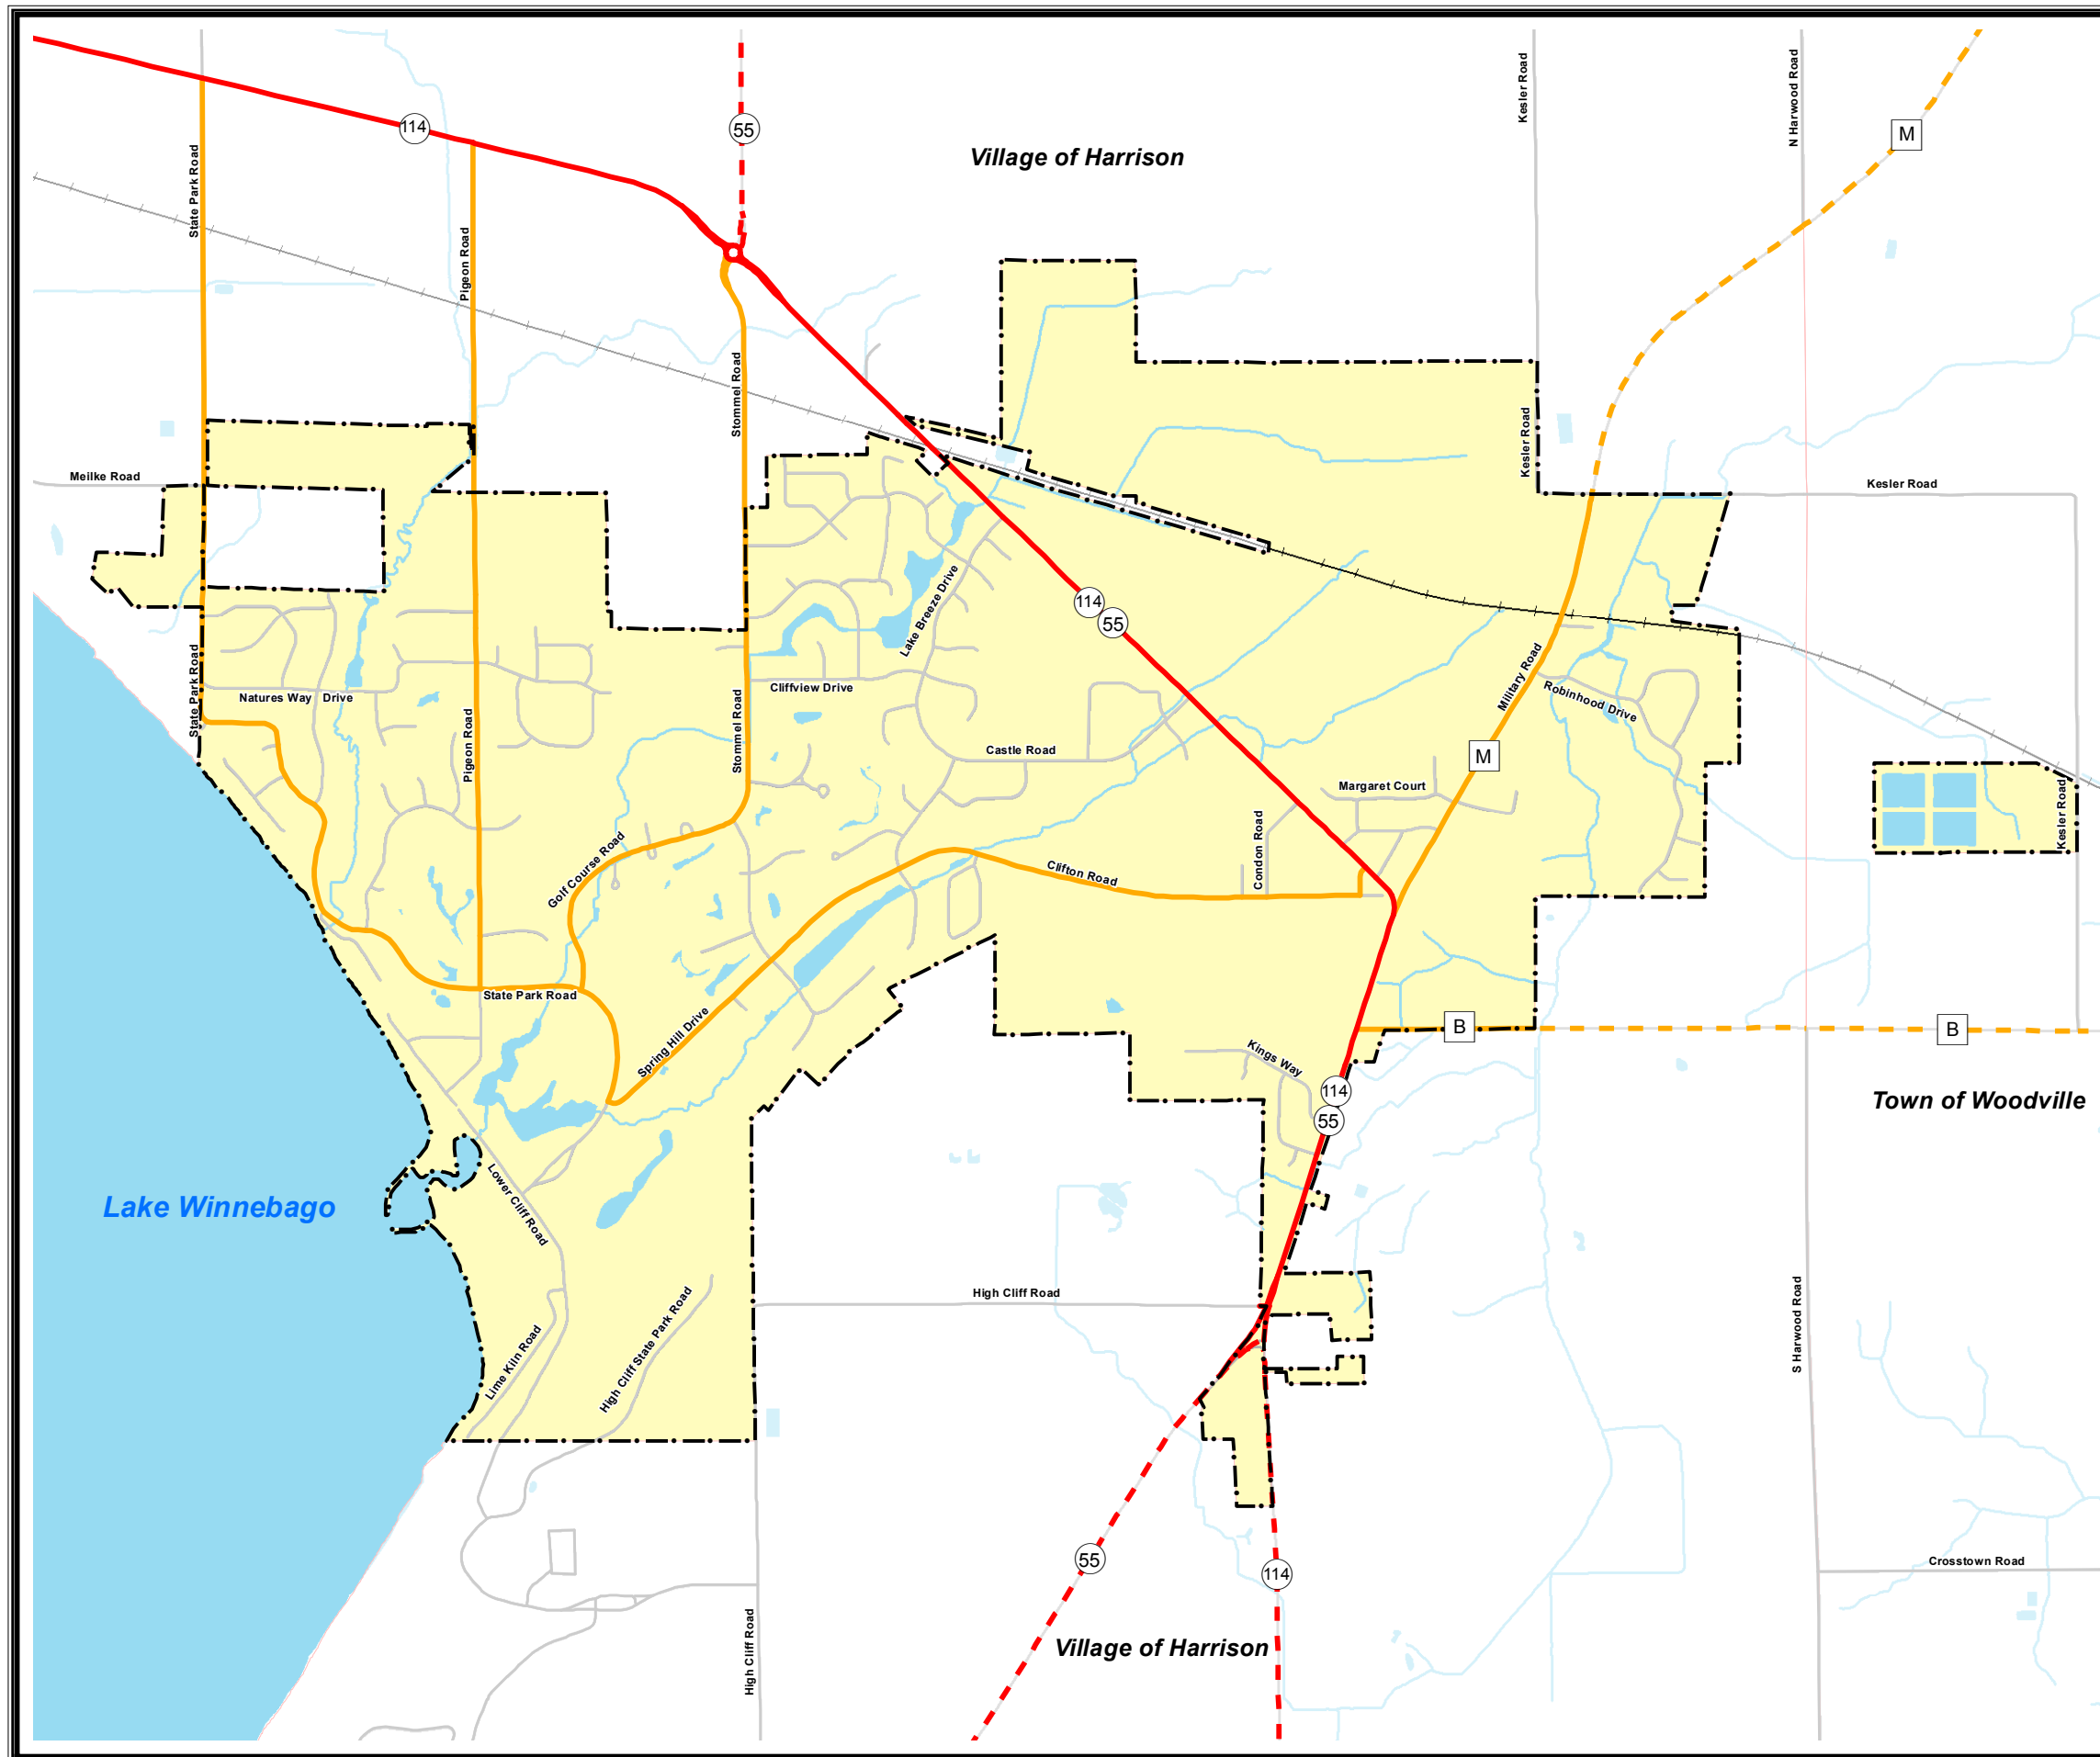 Kesler Road
N Harwood Road
114
55
M
Village of Harrison
State Park Road
Pigeon Road
Stommel Road
Kesler Road
Meilke Road
Kesler Road
Lake Breeze Drive
114
55
State Park Road
Natures Way Drive
Cliffview Drive
Military Road
Robinhood Drive
Pigeon Road
Stommel Road
Castle Road
M
Margaret Court
Kesler Road
Golf Course Road
Clifton Road
Condon Road
State Park Road
Spring Hill Drive
B
B
Kings Way
114
55
Town of Woodville
Lake Winnebago
Lower Cliff Road
High Cliff Road
Lime Kiln Road
High Cliff State Park Road
S Harwood Road
55
114
Crosstown Road
High Cliff Road
Village of Harrison